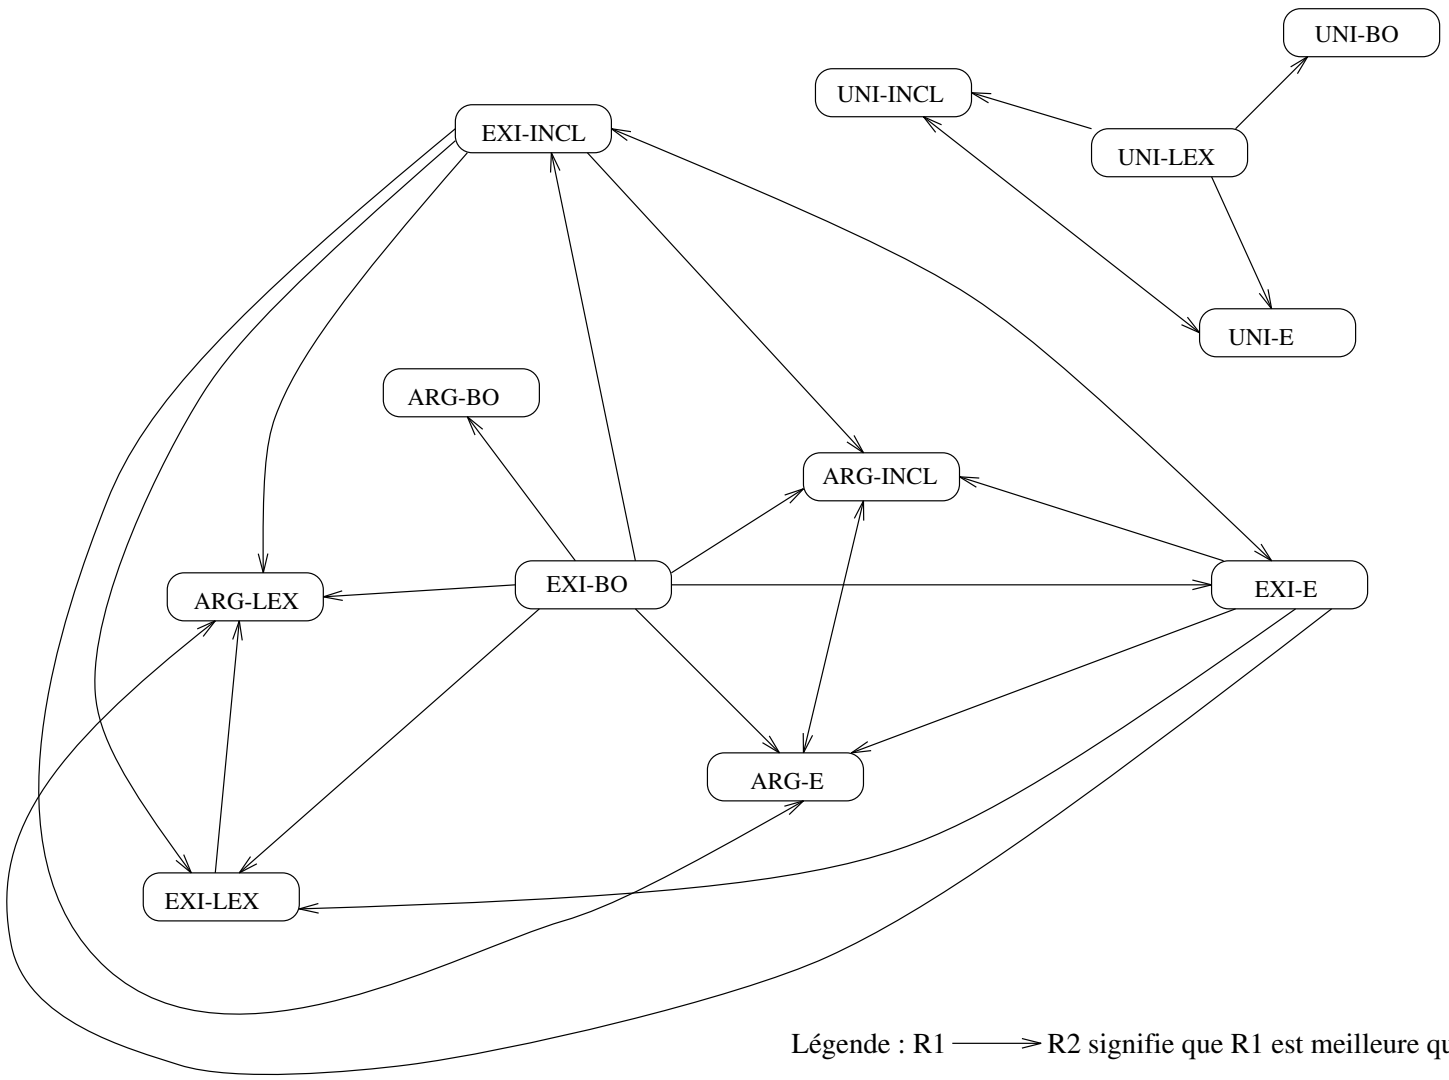 UNI-BO
UNI-INCL
EXI-INCL
UNI-LEX
UNI-E
ARG-BO
ARG-INCL
EXI-BO
EXI-E
ARG-LEX
ARG-E
EXI-LEX
Légende : R1 R2 signifie que R1 est meilleure